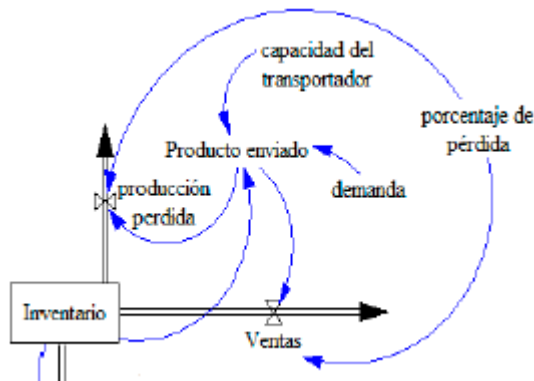 capacidad del
transportador
porcentaje de
pérdida
Producto enviado
producción
perdida
demanda
Inventario
Ventas